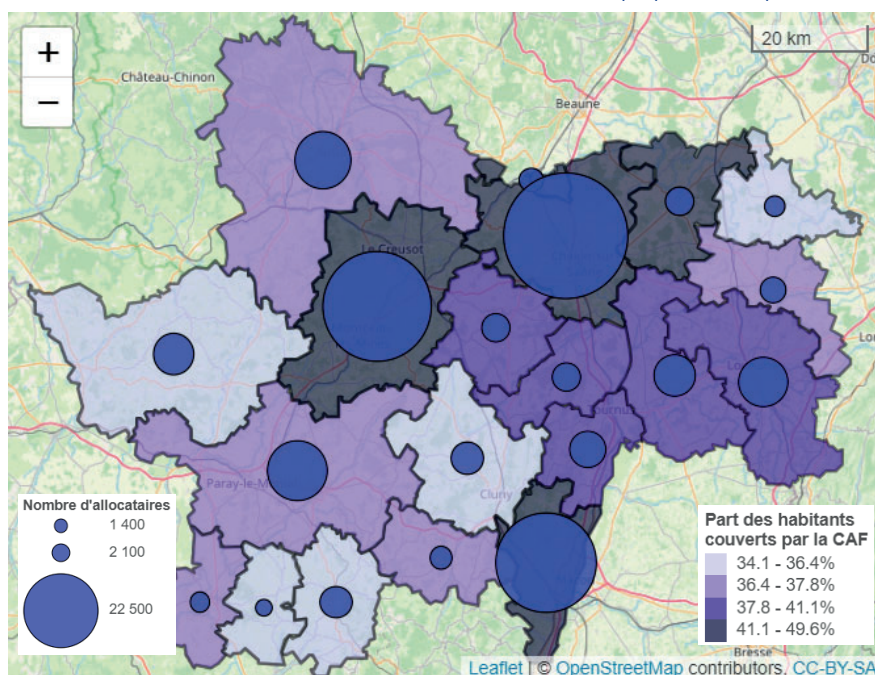 +
−
20 km
Château-Chinon
Beaune
Le Creusot
Paray-le-M
Cluny
Nombre d'allocataires
1 400
2 100
22 500
Part des habitants
couverts par la CAF
34.1 - 36.4%
36.4 - 37.8%
37.8 - 41.1%
41.1 - 49.6%
Bresse
Leaflet | © OpenStreetMap contributors, CC-BY-SA